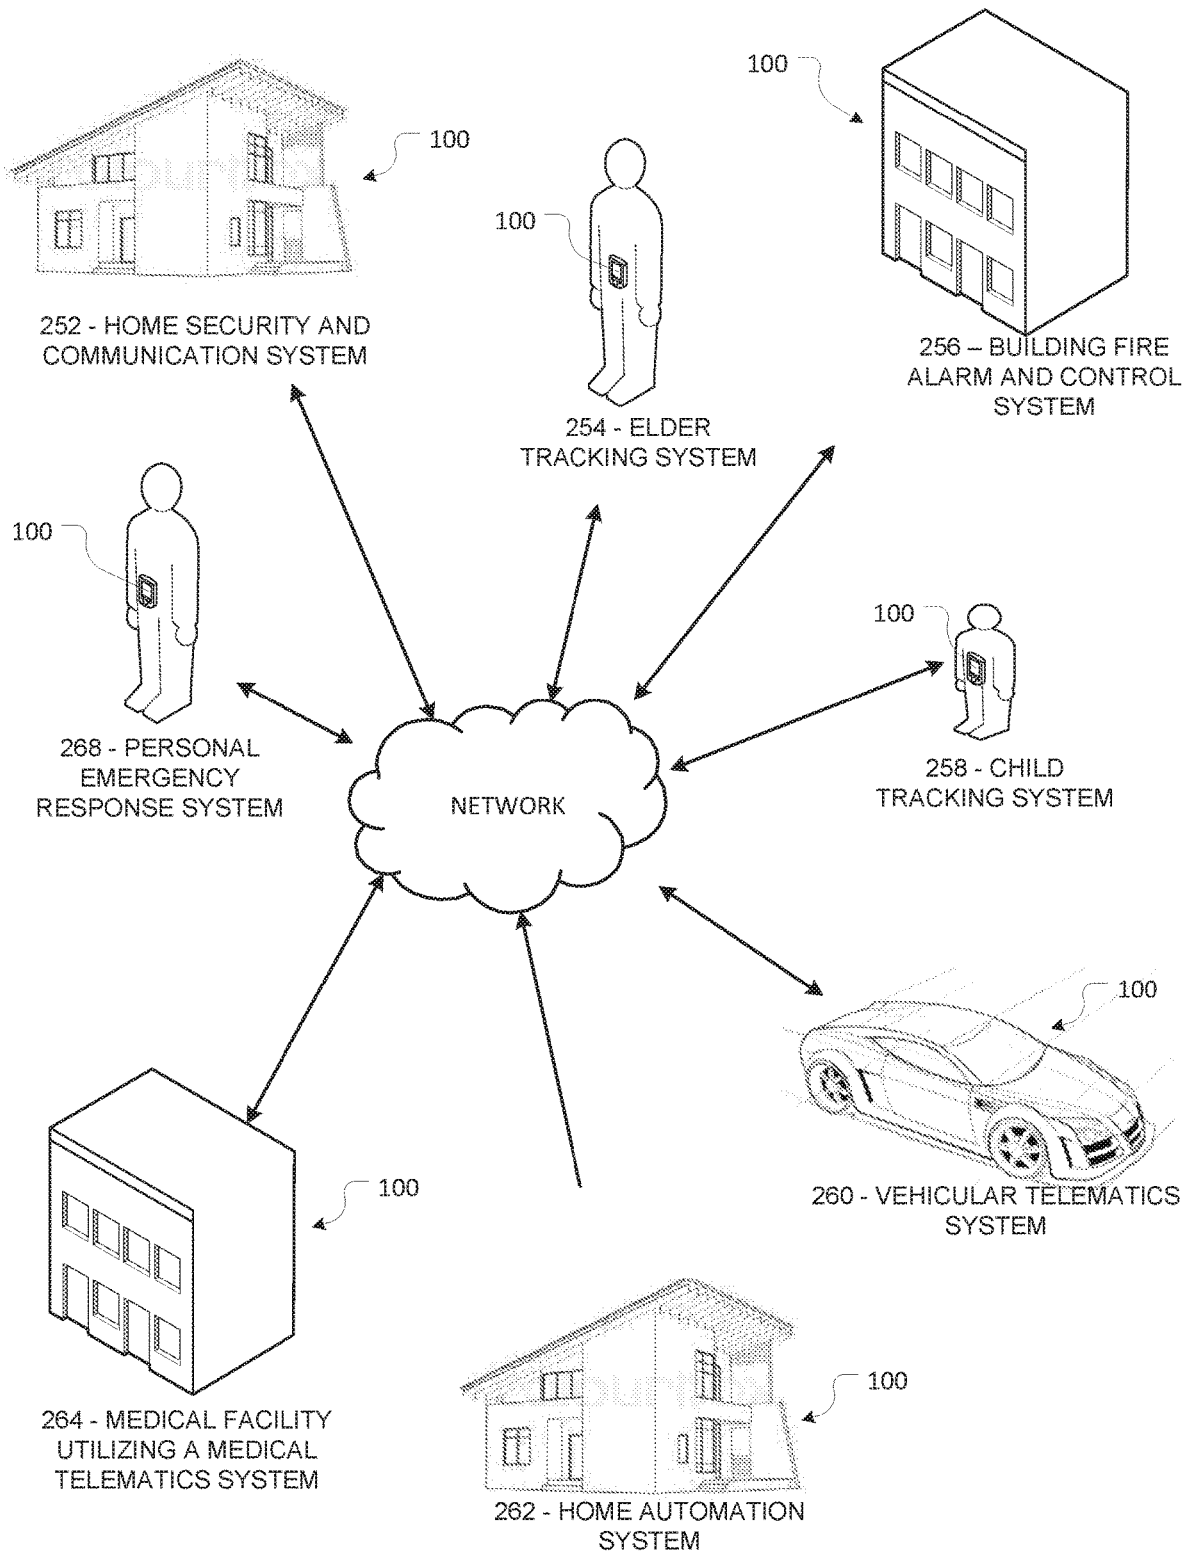 100
100
252 - HOME SECURITY AND
COMMUNICATION SYSTEM
100
256 – BUILDING FIRE
ALARM AND CONTROL
SYSTEM
254 - ELDER
TRACKING SYSTEM
100
100
268 - PERSONAL
EMERGENCY
RESPONSE SYSTEM
258 - CHILD
TRACKING SYSTEM
NETWORK
100
100
260 - VEHICULAR TELEMATICS
SYSTEM
100
264 - MEDICAL FACILITY
UTILIZING A MEDICAL
TELEMATICS SYSTEM
262 - HOME AUTOMATION
SYSTEM